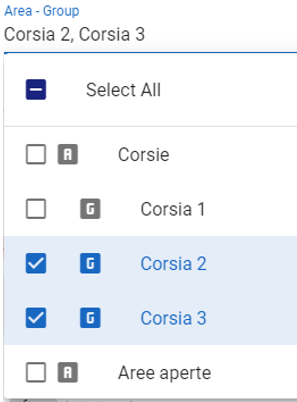 Area - Group
Corsia 2, Corsia 3
Select All
A Corsie
G Corsia 1
G Corsia 2
G Corsia 3
A Aree aperte